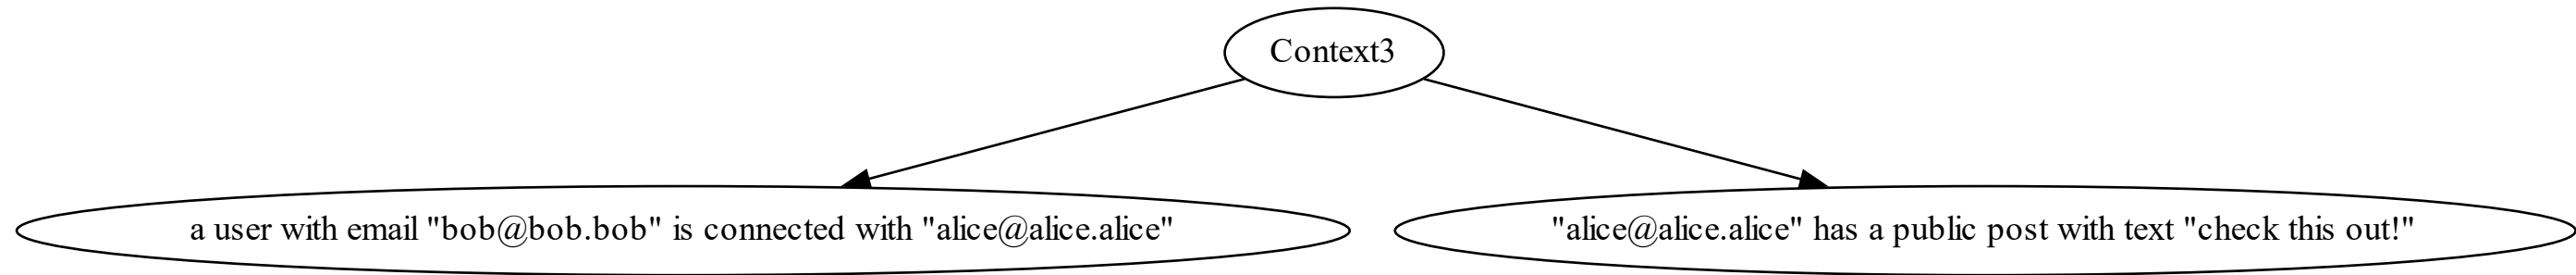 Context3
a user with email "bob@bob.bob" is connected with "alice@alice.alice"
"alice@alice.alice" has a public post with text "check this out!"